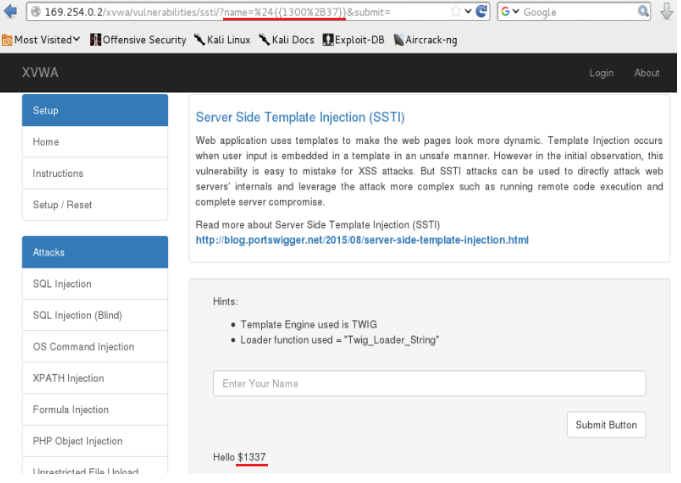 169.254.0.2/xvwa/vulnerabilities/ssti/?name=%24{{1300%2B37}}&submit=
Google
Most Visited
Offensive Security
Kali Linux
Kali Docs
Exploit-DB
Aircrack-ng
XVWA
Login
About
Setup
Home
Instructions
Setup / Reset
Attacks
SQL Injection
SQL Injection (Blind)
OS Command Injection
XPATH Injection
Formula Injection
PHP Object Injection
Unrestricted File Upload
Server Side Template Injection (SSTI)
Web application uses templates to make the web pages look more dynamic. Template Injection occurs
when user input is embedded in a template in an unsafe manner. However in the initial observation, this
vulnerability is easy to mistake for XSS attacks. But SSTI attacks can be used to directly attack web
servers' internals and leverage the attack more complex such as running remote code execution and
complete server compromise.
Read more about Server Side Template Injection (SSTI)
http://blog.portswigger.net/2015/08/server-side-template-injection.html
Hints:
Template Engine used is TWIG
Loader function used = "Twig_Loader_String"
Enter Your Name
Submit Button
Hello $1337